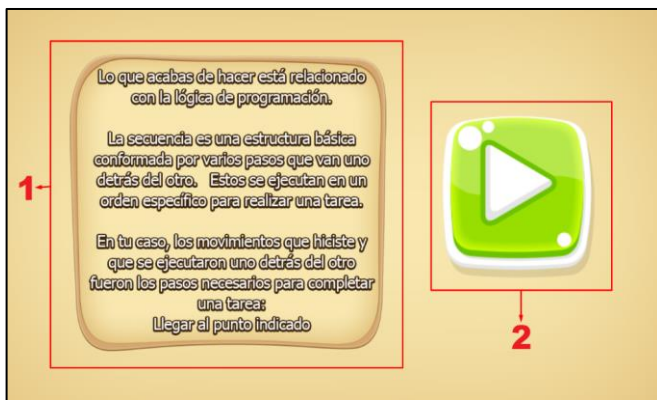 Lo que acabas de hacer está relacionado
con la lógica de programación.
La secuencia es una estructura básica
conformada por varios pasos que van uno
detrás del otro. Estos se ejecutan en un
orden específico para realizar una tarea.
En tu caso, los movimientos que hiciste y
que se ejecutaron uno detrás del otro
fueron los pasos necesarios para completar
una tarea:
Llegar al punto indicado
1
2